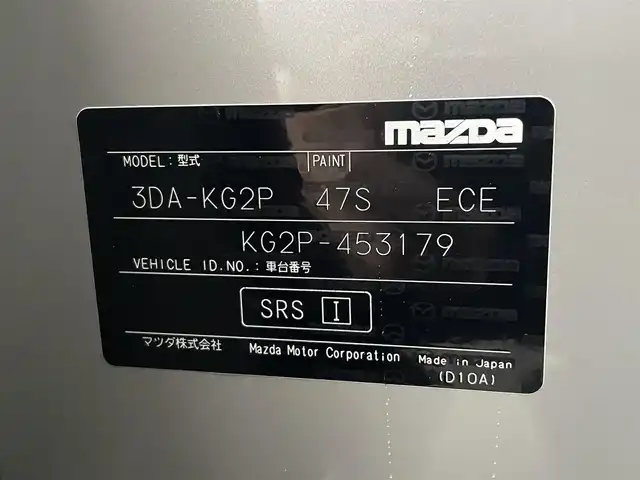 mazda
MODEL: 型式 PAINT
3DA-KG2P 47S ECE
KG2P-453179
VEHICLE ID.NO.: 車台番号
SRS I
マツダ株式会社 Mazda Motor Corporation Made in Japan
(D10A)